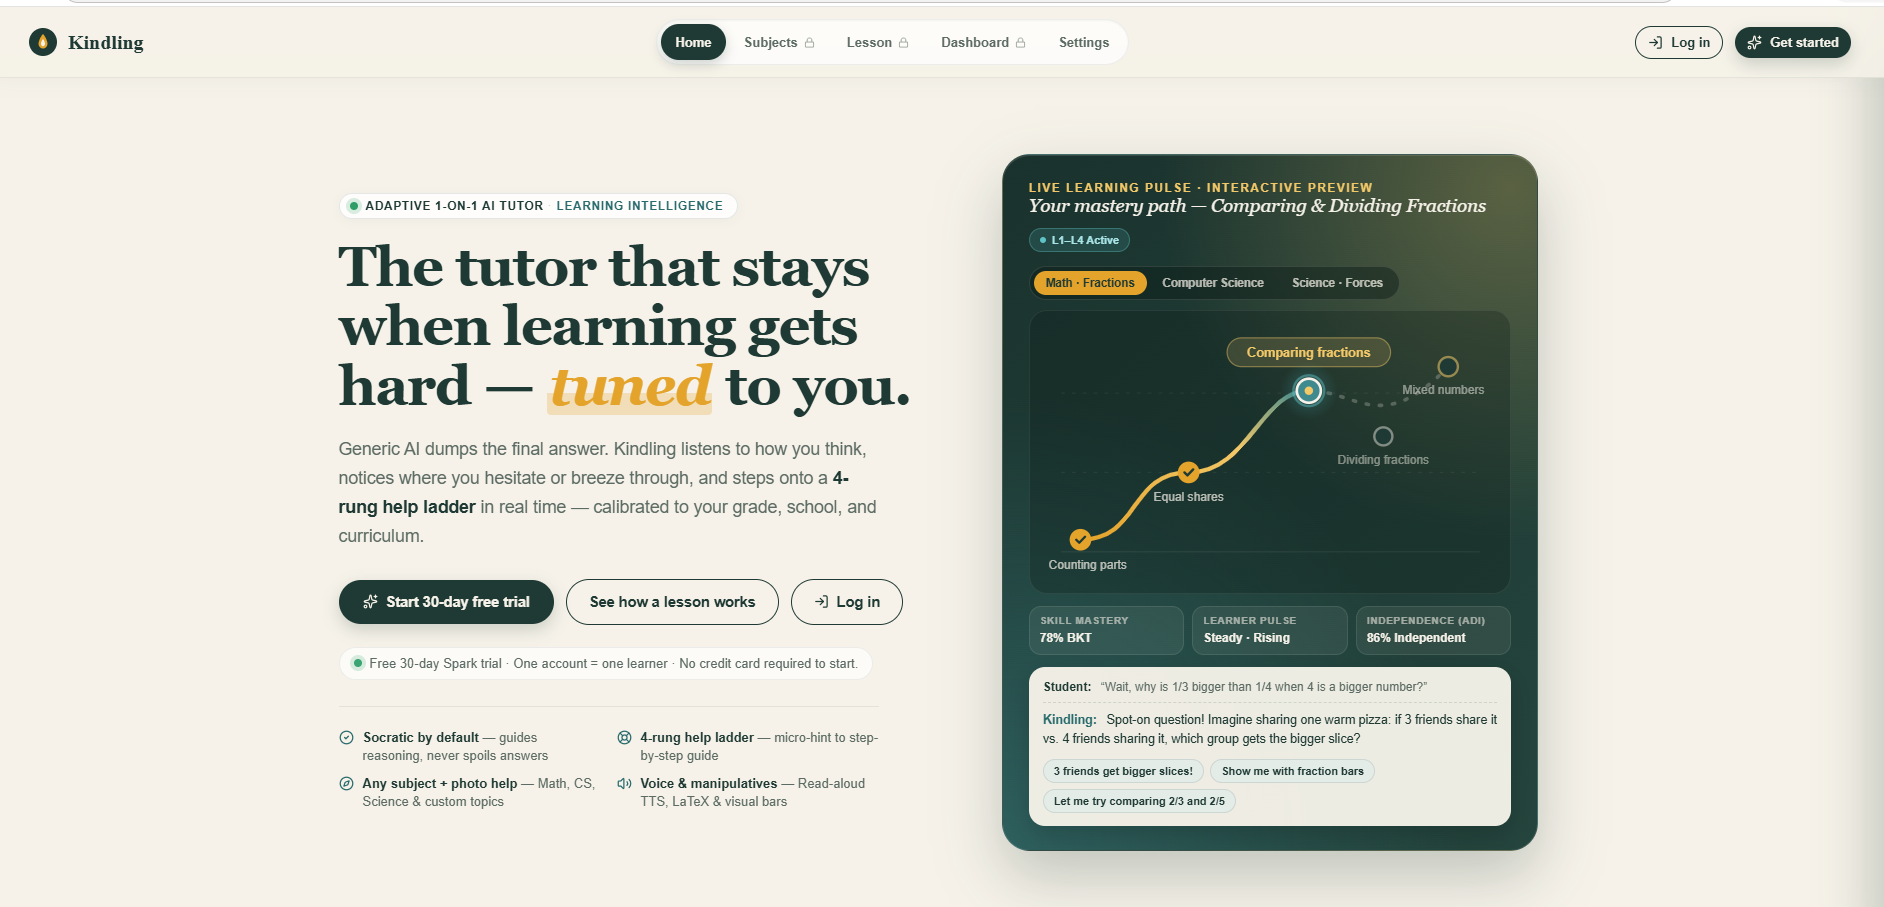 Kindling
Home
Subjects
Lesson
Dashboard
Settings
Log in
Get started
ADAPTIVE 1-ON-1 AI TUTOR · LEARNING INTELLIGENCE
The tutor that stays
when learning gets
hard — tuned to you.
Generic AI dumps the final answer. Kindling listens to how you think,
notices where you hesitate or breeze through, and steps onto a 4-
rung help ladder in real time — calibrated to your grade, school, and
curriculum.
Start 30-day free trial
See how a lesson works
Log in
Free 30-day Spark trial · One account = one learner · No credit card required to start.
Socratic by default — guides
reasoning, never spoils answers
4-rung help ladder — micro-hint to step-
by-step guide
Any subject + photo help — Math, CS,
Science & custom topics
Voice & manipulatives — Read-aloud
TTS, LaTeX & visual bars
LIVE LEARNING PULSE · INTERACTIVE PREVIEW
Your mastery path — Comparing & Dividing Fractions
L1–L4 Active
Math · Fractions
Computer Science
Science · Forces
Comparing fractions
Mixed numbers
Dividing fractions
Equal shares
Counting parts
SKILL MASTERY
78% BKT
LEARNER PULSE
Steady · Rising
INDEPENDENCE (ADI)
86% Independent
Student: “Wait, why is 1/3 bigger than 1/4 when 4 is a bigger number?”
Kindling: Spot-on question! Imagine sharing one warm pizza: if 3 friends share it
vs. 4 friends sharing it, which group gets the bigger slice?
3 friends get bigger slices!
Show me with fraction bars
Let me try comparing 2/3 and 2/5